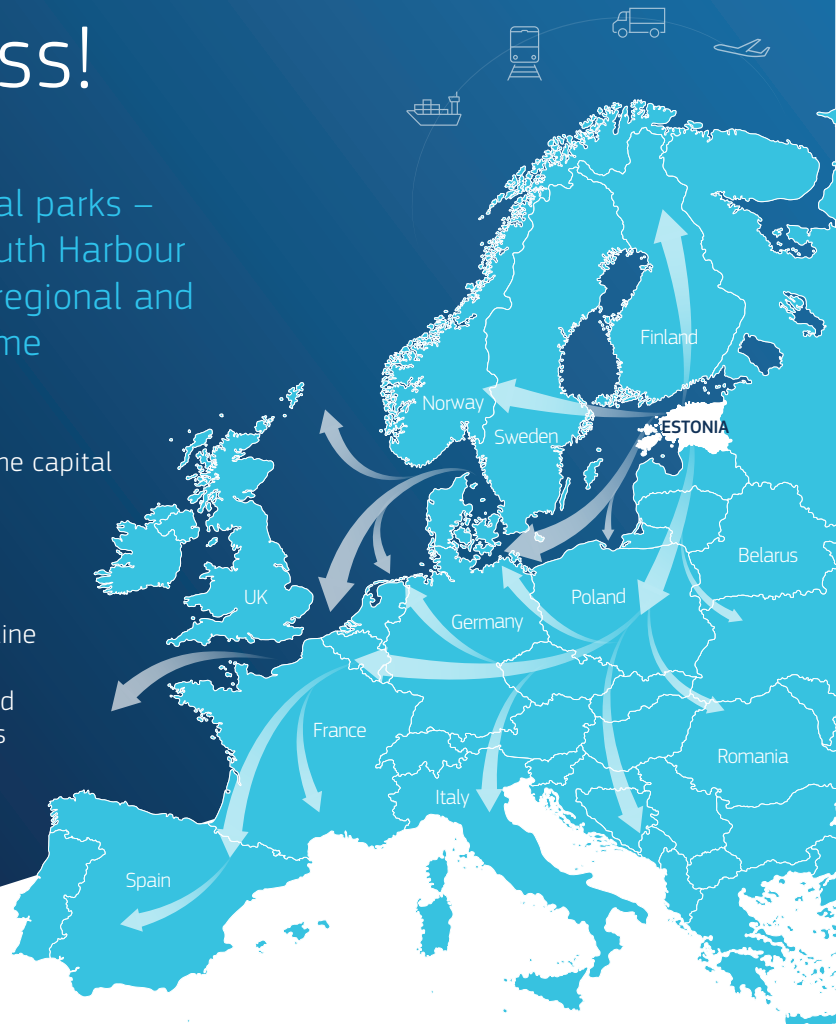 ss!
al parks –
uth Harbour
regional and
me
ne capital
ine
d
s
Finland
Norway
ESTONIA
Sweden
Belarus
UK
Poland
Germany
France
Romania
Italy
Spain